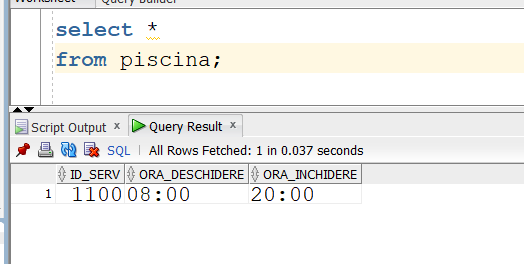 Worksheet Query Builder
select *
from piscina;
Script Output x Query Result x
SQL | All Rows Fetched: 1 in 0.037 seconds
ID_SERV ORA_DESCHIDERE ORA_INCHIDERE
1 1100 08:00 20:00